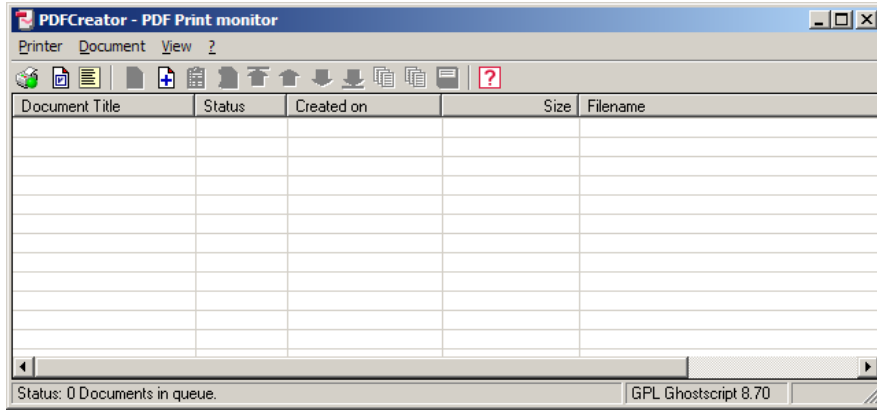 PDFCreator - PDF Print monitor
Printer Document View ?
?
Document Title Status Created on Size Filename
Status: 0 Documents in queue. GPL Ghostscript 8.70